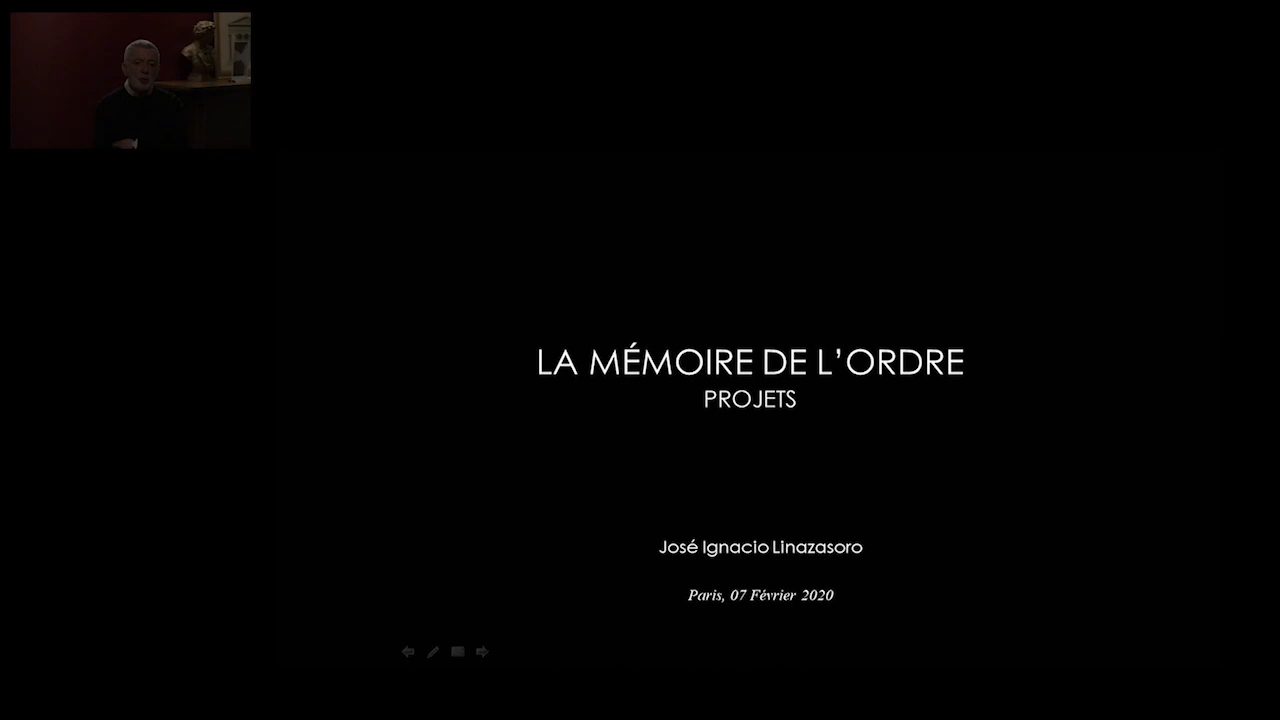 LA MÉMOIRE DE L’ORDRE
PROJETS
José Ignacio Linazasoro
Paris, 07 Février 2020